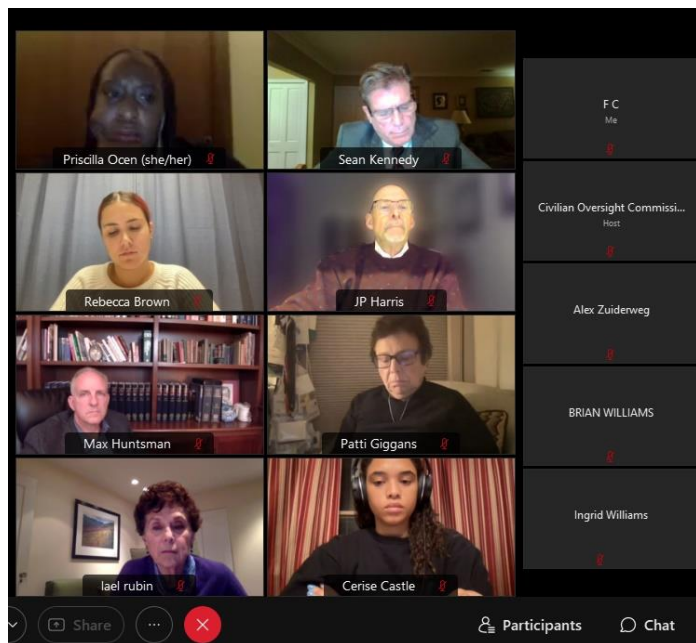 Priscilla Ocen (she/her)
Sean Kennedy
F C
Me
Rebecca Brown
JP Harris
Civilian Oversight Commissi...
Host
Alex Zuiderweg
Max Huntsman
Patti Giggans
BRIAN WILLIAMS
lael rubin
Cerise Castle
Ingrid Williams
Share
Participants
Chat